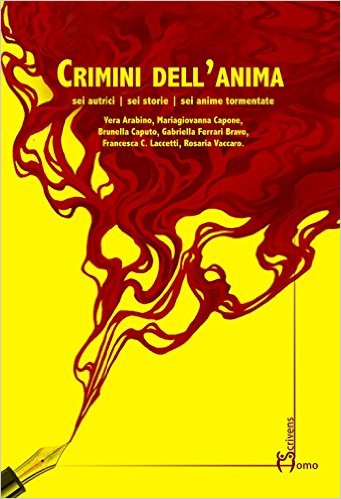 CRIMINI DELL'ANIMA
sei autrici | sei storie | sei anime tormentate
Vera Arabino, Mariagiovanna Capone,
Brunella Caputo, Gabriella Ferrari Bravo,
Francesca C. Laccetti, Rosaria Vaccaro.
Scrivens
Homo